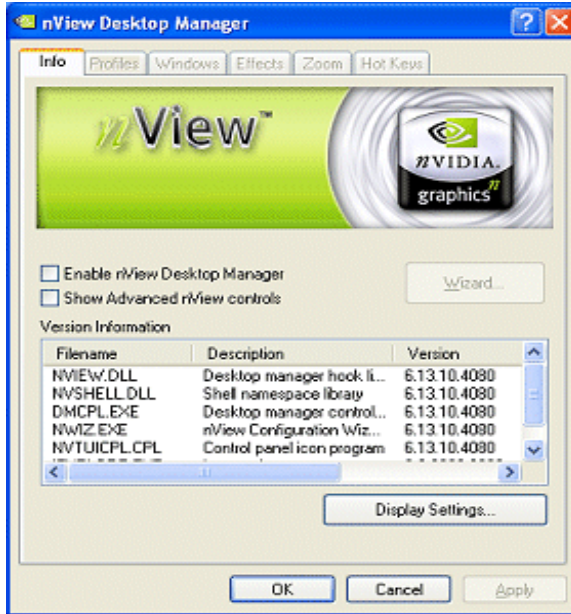 nView Desktop Manager
Info Profiles Windows Effects Zoom Hot Keys
nView™
nVIDIA.
graphics n
Enable nView Desktop Manager
Wizard...
Show Advanced nView controls
Version Information
Filename Description Version
NVIEW.DLL Desktop manager hook li... 6.13.10.4080
NVSHELL.DLL Shell namespace library 6.13.10.4080
DMCPL.EXE Desktop manager control... 6.13.10.4080
NWIZ.EXE nView Configuration Wiz... 6.13.10.4080
NVTUICPL.CPL Control panel icon program 6.13.10.4080
Display Settings...
OK Cancel Apply